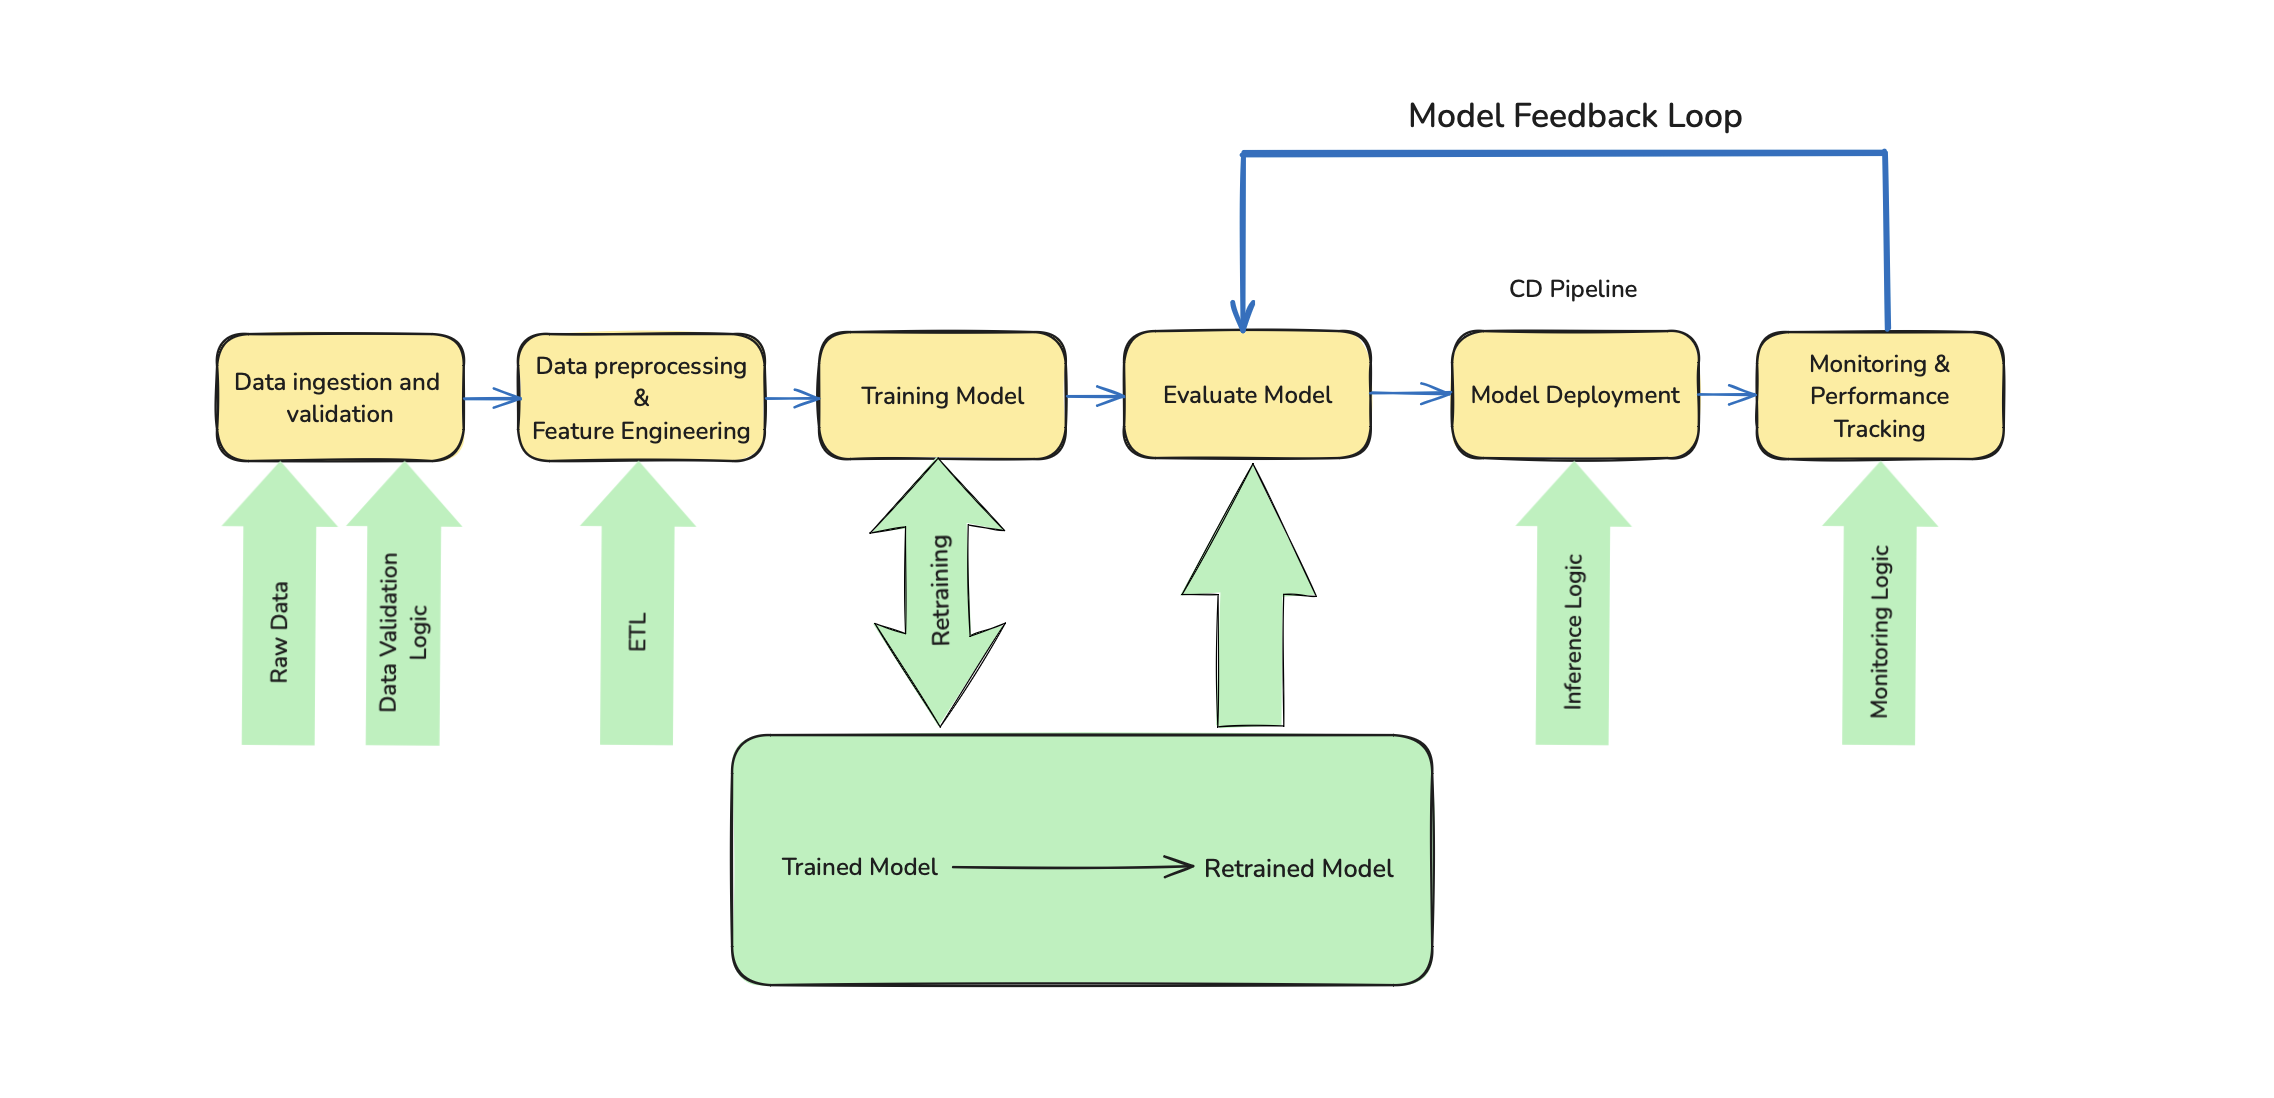 Model Feedback Loop
CD Pipeline
Data ingestion and
validation
Data preprocessing
&
Feature Engineering
Training Model
Evaluate Model
Model Deployment
Monitoring &
Performance
Tracking
Raw Data
Data Validation
Logic
ETL
Retraining
Inference Logic
Monitoring Logic
Trained Model
Retrained Model